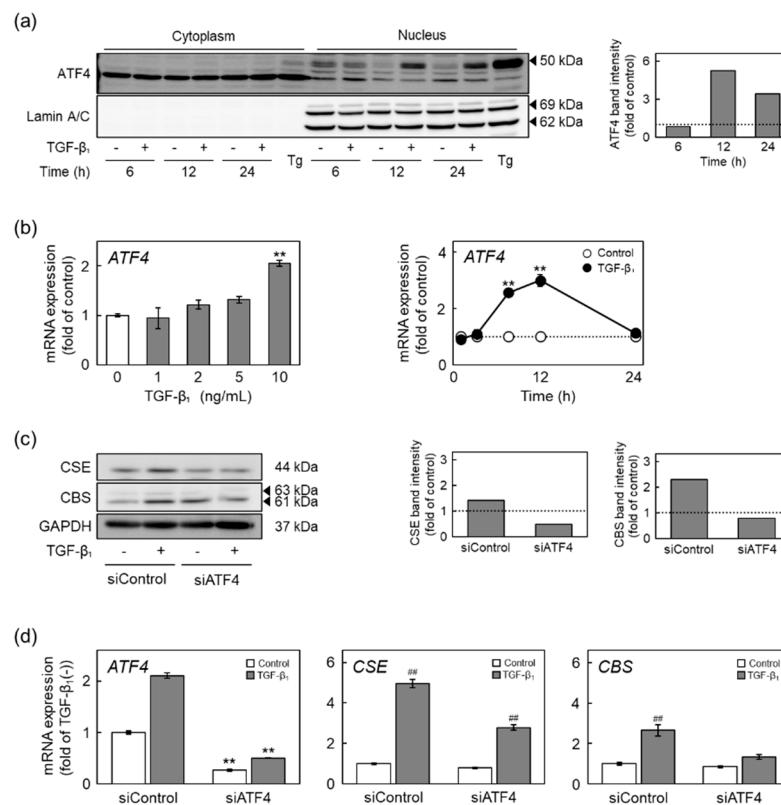 (a)
Cytoplasm Nucleus
ATF4
50 kDa
Lamin A/C
69 kDa
62 kDa
TGF-β₁ - + - + - + Tg - + - + - + Tg
Time (h) 6 12 24 6 12 24
ATF4 band intensity
(fold of control)
6
3
0
6 12 24
Time (h)
(b)
mRNA expression
(fold of control)
ATF4
**
2
1
0
0 1 2 5 10
TGF-β₁ (ng/mL)
mRNA expression
(fold of control)
ATF4
Control
TGF-β₁
** **
4
2
0
0 12 24
Time (h)
(c)
CSE 44 kDa
CBS 63 kDa
61 kDa
GAPDH 37 kDa
TGF-β₁ - + - +
siControl siATF4
CSE band intensity
(fold of control)
3
2
1
0
siControl siATF4
CBS band intensity
(fold of control)
3
2
1
0
siControl siATF4
(d)
mRNA expression
(fold of TGF-β₁(-))
ATF4
Control
TGF-β₁
2
1
0
** **
siControl siATF4
CSE
Control
TGF-β₁
6
4
2
0
## ##
siControl siATF4
CBS
Control
TGF-β₁
6
4
2
0
##
siControl siATF4